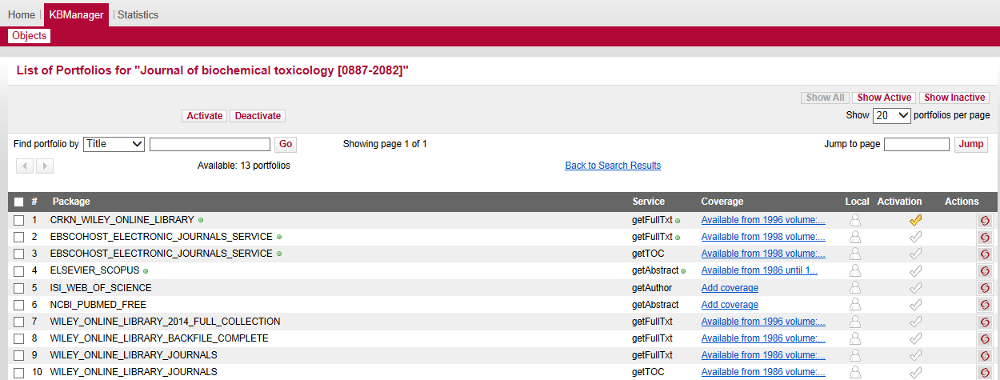 Home KBManager Statistics
Objects
List of Portfolios for "Journal of biochemical toxicology [0887-2082]"
Show All Show Active Show Inactive
Activate Deactivate Show 20 portfolios per page
Find portfolio by Title Go Showing page 1 of 1 Jump to page Jump
Available: 13 portfolios Back to Search Results
# Package Service Coverage Local Activation Actions
1 CRKN_WILEY_ONLINE_LIBRARY getFullTxt Available from 1996 volume:...
2 EBSCOHOST_ELECTRONIC_JOURNALS_SERVICE getFullTxt Available from 1998 volume:...
3 EBSCOHOST_ELECTRONIC_JOURNALS_SERVICE getTOC Available from 1998 volume:...
4 ELSEVIER_SCOPUS getAbstract Available from 1986 until 1...
5 ISI_WEB_OF_SCIENCE getAuthor Add coverage
6 NCBI_PUBMED_FREE getAbstract Add coverage
7 WILEY_ONLINE_LIBRARY_2014_FULL_COLLECTION getFullTxt Available from 1996 volume:...
8 WILEY_ONLINE_LIBRARY_BACKFILE_COMPLETE getFullTxt Available from 1986 volume:...
9 WILEY_ONLINE_LIBRARY_JOURNALS getFullTxt Available from 1986 volume:...
10 WILEY_ONLINE_LIBRARY_JOURNALS getTOC Available from 1986 volume:...